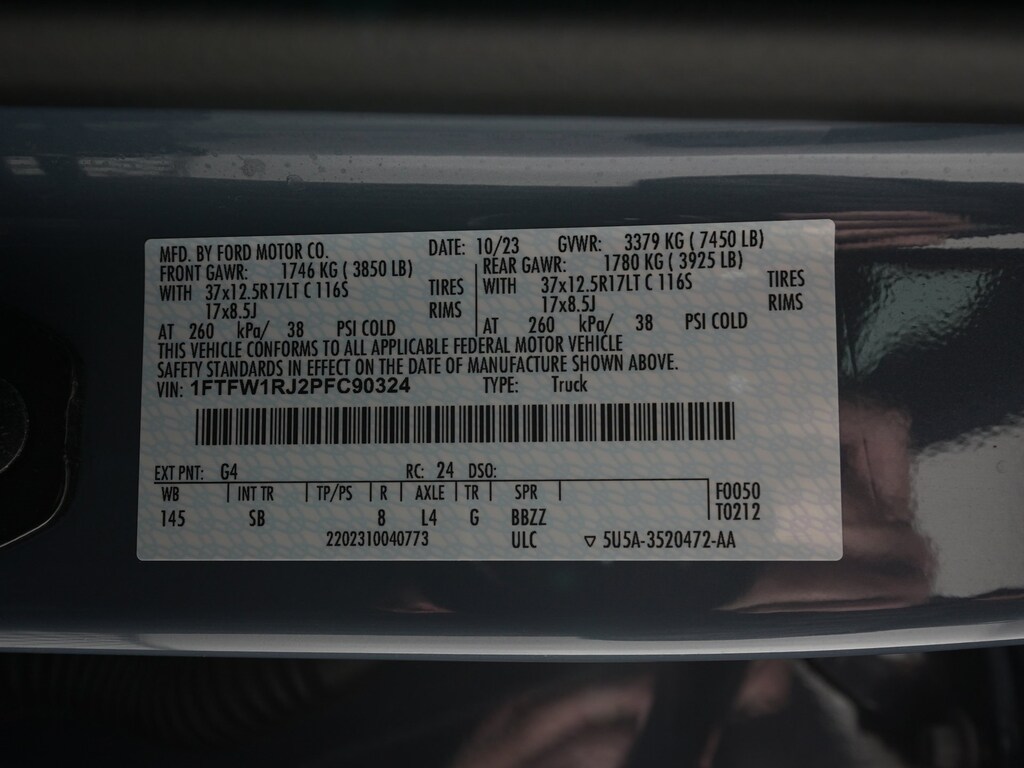 MFD. BY FORD MOTOR CO. DATE: 10/23 GVWR: 3379 KG ( 7450 LB)
FRONT GAWR: 1746 KG ( 3850 LB) REAR GAWR: 1780 KG ( 3925 LB)
WITH 37x12.5R17LT C 116S TIRES WITH 37x12.5R17LT C 116S TIRES
17x8.5J RIMS 17x8.5J RIMS
AT 260 kPa/ 38 PSI COLD AT 260 kPa/ 38 PSI COLD
THIS VEHICLE CONFORMS TO ALL APPLICABLE FEDERAL MOTOR VEHICLE
SAFETY STANDARDS IN EFFECT ON THE DATE OF MANUFACTURE SHOWN ABOVE.
VIN: 1FTFW1RJ2PFC90324 TYPE: Truck
EXT PNT: G4 RC: 24 DSO:
WB INT TR TP/PS R AXLE TR SPR F0050
145 SB 8 L4 G BBZZ T0212
2202310040773 ULC ▽ 5U5A-3520472-AA